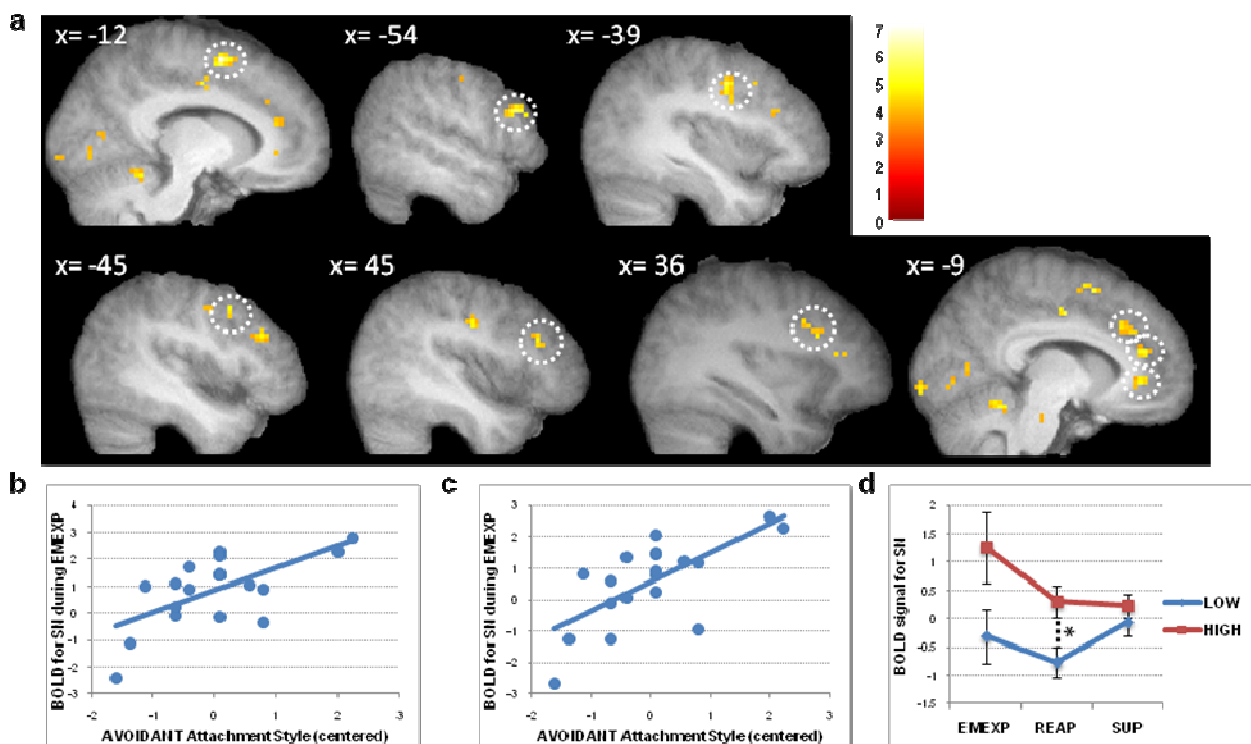 a
x= -12
x= -54
x= -39
7
6
5
4
3
2
1
0
x= -45
x= 45
x= 36
x= -9
b
BOLD for SN during EMEXP
4
3
2
1
0
-1
-2
-3
-2
-1
0
1
2
3
AVOIDANT Attachment Style (centered)
c
BOLD for SN during EMEXP
3
2
1
0
-1
-2
-3
-2
-1
0
1
2
3
AVOIDANT Attachment Style (centered)
d
BOLD signal for SN
2
1.5
1
0.5
0
-0.5
-1
-1.5
*
EMEXP
REAP
SUP
LOW
HIGH